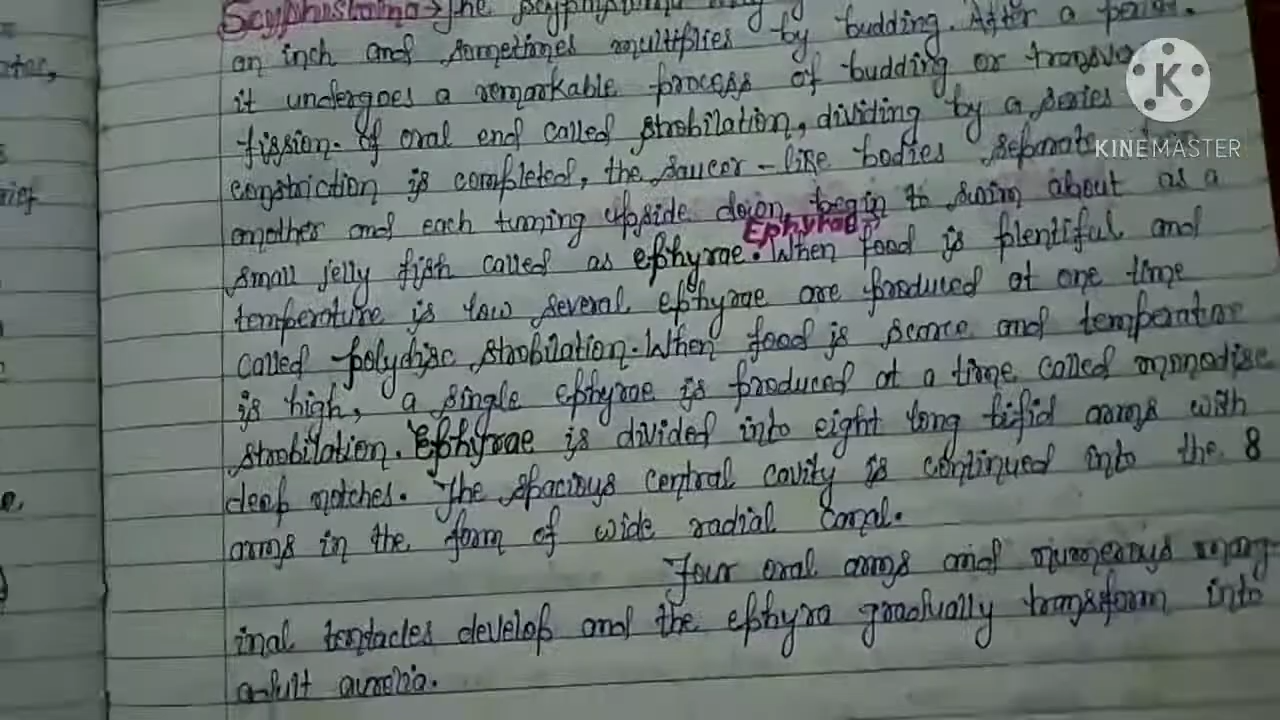 Scyphistoma → The scyphistoma
an inch and sometimes multiplies by budding. After a period
it undergoes a remarkable process of budding or transve
fission. Of oral end called strobilation, dividing by a series
constriction is completed, the saucer-like bodies separate
another and each turning upside down, begin to swim about as a
small jelly fish called as ephyrae. When food is plentiful and
Ephyrae →
temperature is low several ephyrae are produced at one time
called polydisc strobilation. When food is scarce and temperatur
is high, a single ephyrae is produced at a time called monodisc
strobilation. Ephyrae is divided into eight long bifid arms with
deep notches. The spacious central cavity is continued into the 8
arms in the form of wide radial canal.
Four oral arms and numerous marg-
inal tentacles develop and the ephyra gradually transform into
adult aurelia.
K
KINEMASTER